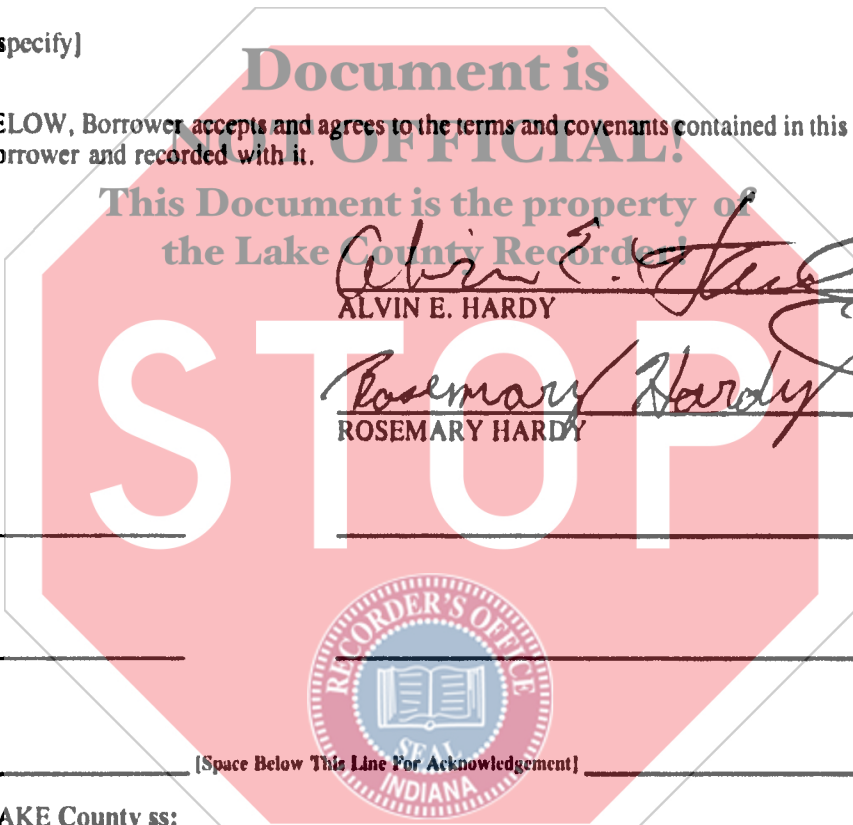 specify]
Document is
ELOW, Borrower accepts and agrees to the terms and covenants contained in this
NOT OFFICIAL!
orrower and recorded with it.
This Document is the property of
the Lake County Recorder!
Alvin E. Hardy
ALVIN E. HARDY
Rosemary Hardy
ROSEMARY HARDY
STOP
RECORDER'S OFFICE
SEAL
INDIANA
[Space Below This Line For Acknowledgement]
AKE County ss: